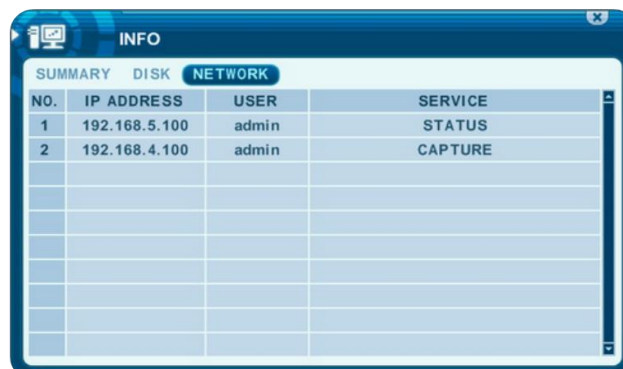 INFO
SUMMARY DISK NETWORK
NO. IP ADDRESS USER SERVICE
1 192.168.5.100 admin STATUS
2 192.168.4.100 admin CAPTURE